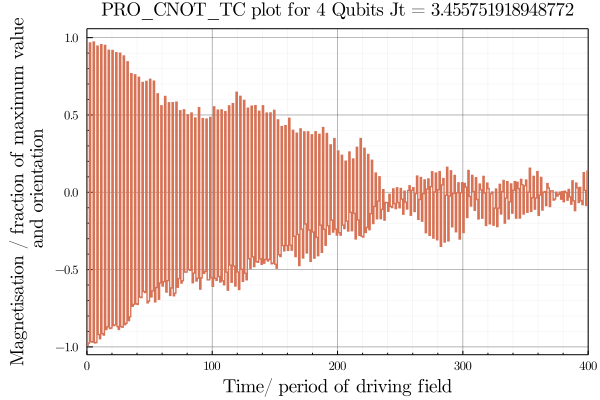 PRO_CNOT_TC plot for 4 Qubits Jt = 3.455751918948772
Magnetisation / fraction of maximum value
and orientation
1.0
0.5
0.0
−0.5
−1.0
0 100 200 300 400
Time/ period of driving field